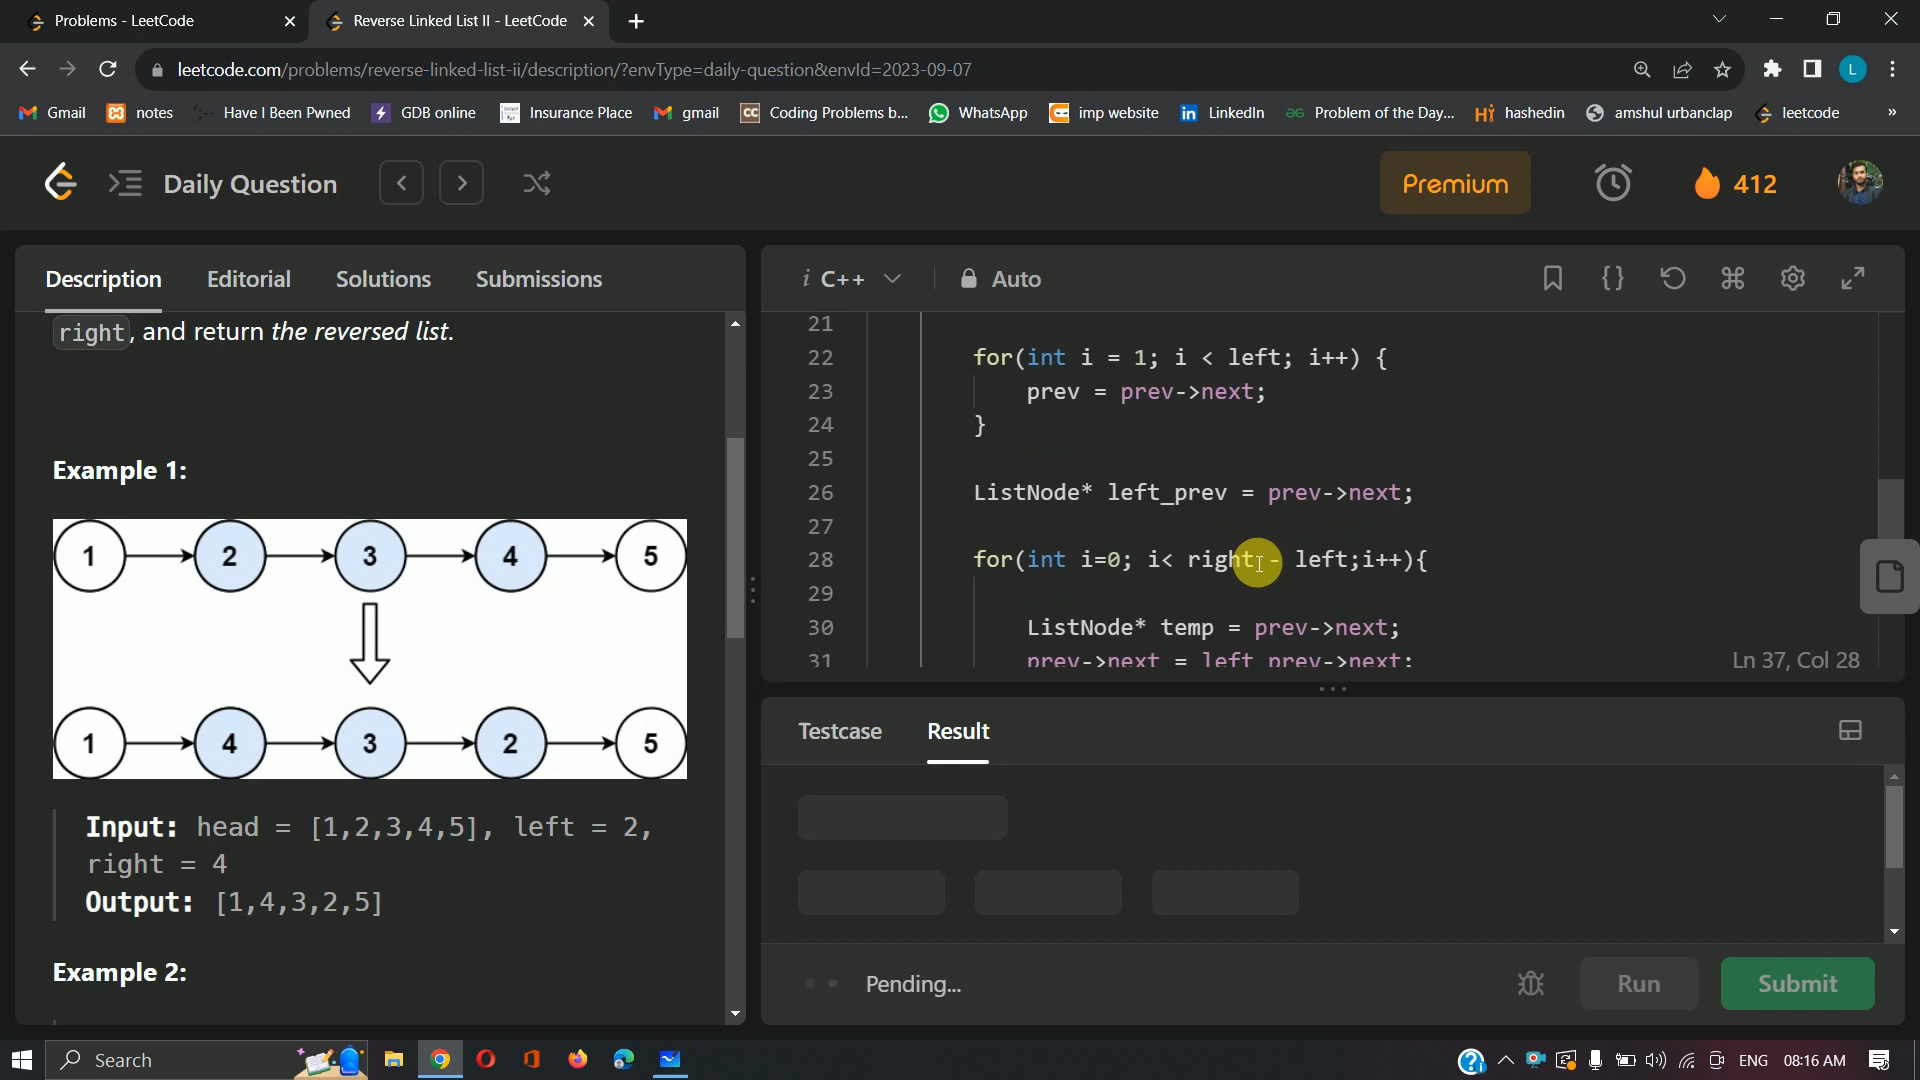 Problems - LeetCode
Reverse Linked List II - LeetCode
leetcode.com/problems/reverse-linked-list-ii/description/?envType=daily-question&envId=2023-09-07
L
Gmail
notes
Have I Been Pwned
GDB online
Insurance Place
gmail
CC Coding Problems b...
WhatsApp
imp website
in LinkedIn
Problem of the Day...
hashedin
amshul urbanclap
leetcode
»
Daily Question
Premium
412
Description
Editorial
Solutions
Submissions
right, and return the reversed list.
Example 1:
1 2 3 4 5
1 4 3 2 5
Input: head = [1,2,3,4,5], left = 2,
right = 4
Output: [1,4,3,2,5]
Example 2:
i C++
Auto
21
22 for(int i = 1; i < left; i++) {
23 prev = prev->next;
24 }
25
26 ListNode* left_prev = prev->next;
27
28 for(int i=0; i< right - left;i++){
29
30 ListNode* temp = prev->next;
31 prev->next = left_prev->next;
Ln 37, Col 28
Testcase
Result
Pending...
Run
Submit
Search
ENG
08:16 AM